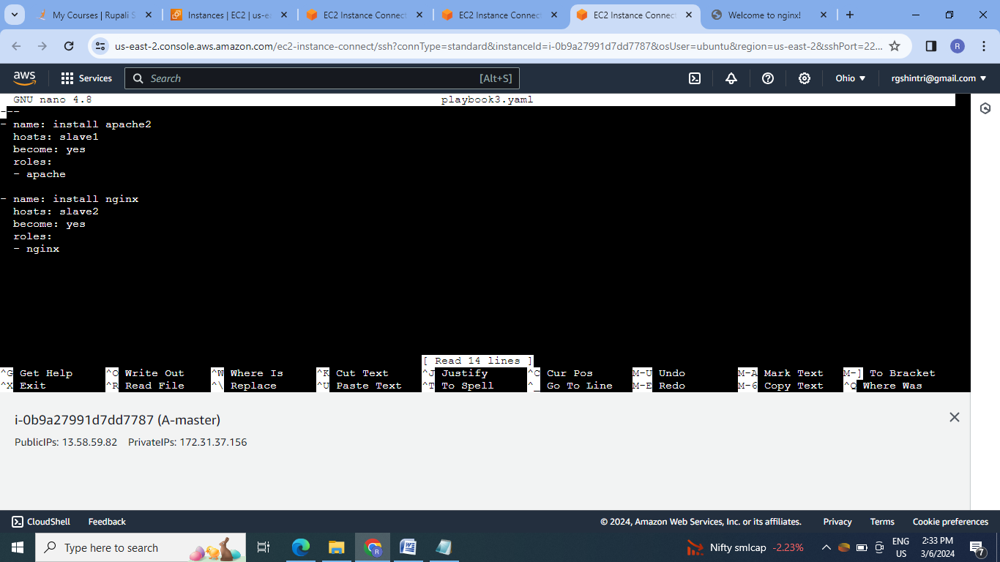 My Courses | Rupali S
Instances | EC2 | us-ea
EC2 Instance Connect
EC2 Instance Connect
EC2 Instance Connect
Welcome to nginx!
us-east-2.console.aws.amazon.com/ec2-instance-connect/ssh?connType=standard&instanceId=i-0b9a27991d7dd7787&osUser=ubuntu&region=us-east-2&sshPort=22...
R
aws
Services
Search
[Alt+S]
Ohio
rgshintri@gmail.com
GNU nano 4.8 playbook3.yaml
---
- name: install apache2
  hosts: slave1
  become: yes
  roles:
  - apache

- name: install nginx
  hosts: slave2
  become: yes
  roles:
  - nginx
[ Read 14 lines ]
^G Get Help ^O Write Out ^W Where Is ^K Cut Text ^J Justify ^C Cur Pos M-U Undo M-A Mark Text M-] To Bracket
^X Exit ^R Read File ^\ Replace ^U Paste Text ^T To Spell ^_ Go To Line M-E Redo M-6 Copy Text ^Q Where Was
i-0b9a27991d7dd7787 (A-master)
PublicIPs: 13.58.59.82 PrivateIPs: 172.31.37.156
CloudShell Feedback © 2024, Amazon Web Services, Inc. or its affiliates. Privacy Terms Cookie preferences
Type here to search
Nifty smlcap -2.23%
ENG
US
2:33 PM
3/6/2024
7